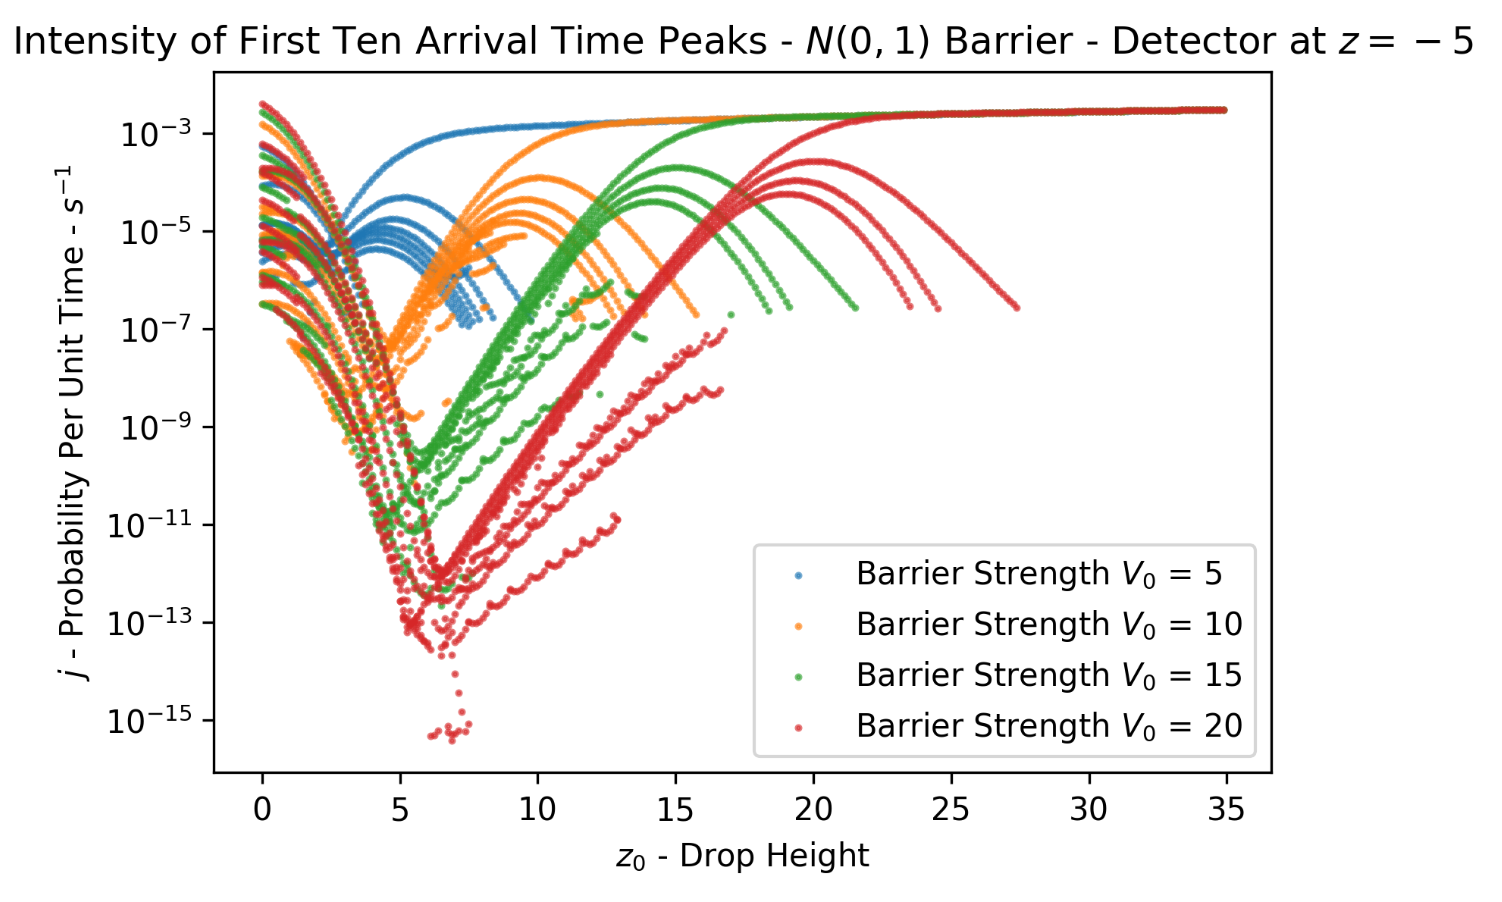 Intensity of First Ten Arrival Time Peaks - N(0, 1) Barrier - Detector at z = −5
j - Probability Per Unit Time - s⁻¹
10⁻³
10⁻⁵
10⁻⁷
10⁻⁹
10⁻¹¹
10⁻¹³
10⁻¹⁵
Barrier Strength V₀ = 5
Barrier Strength V₀ = 10
Barrier Strength V₀ = 15
Barrier Strength V₀ = 20
0 5 10 15 20 25 30 35
z₀ - Drop Height